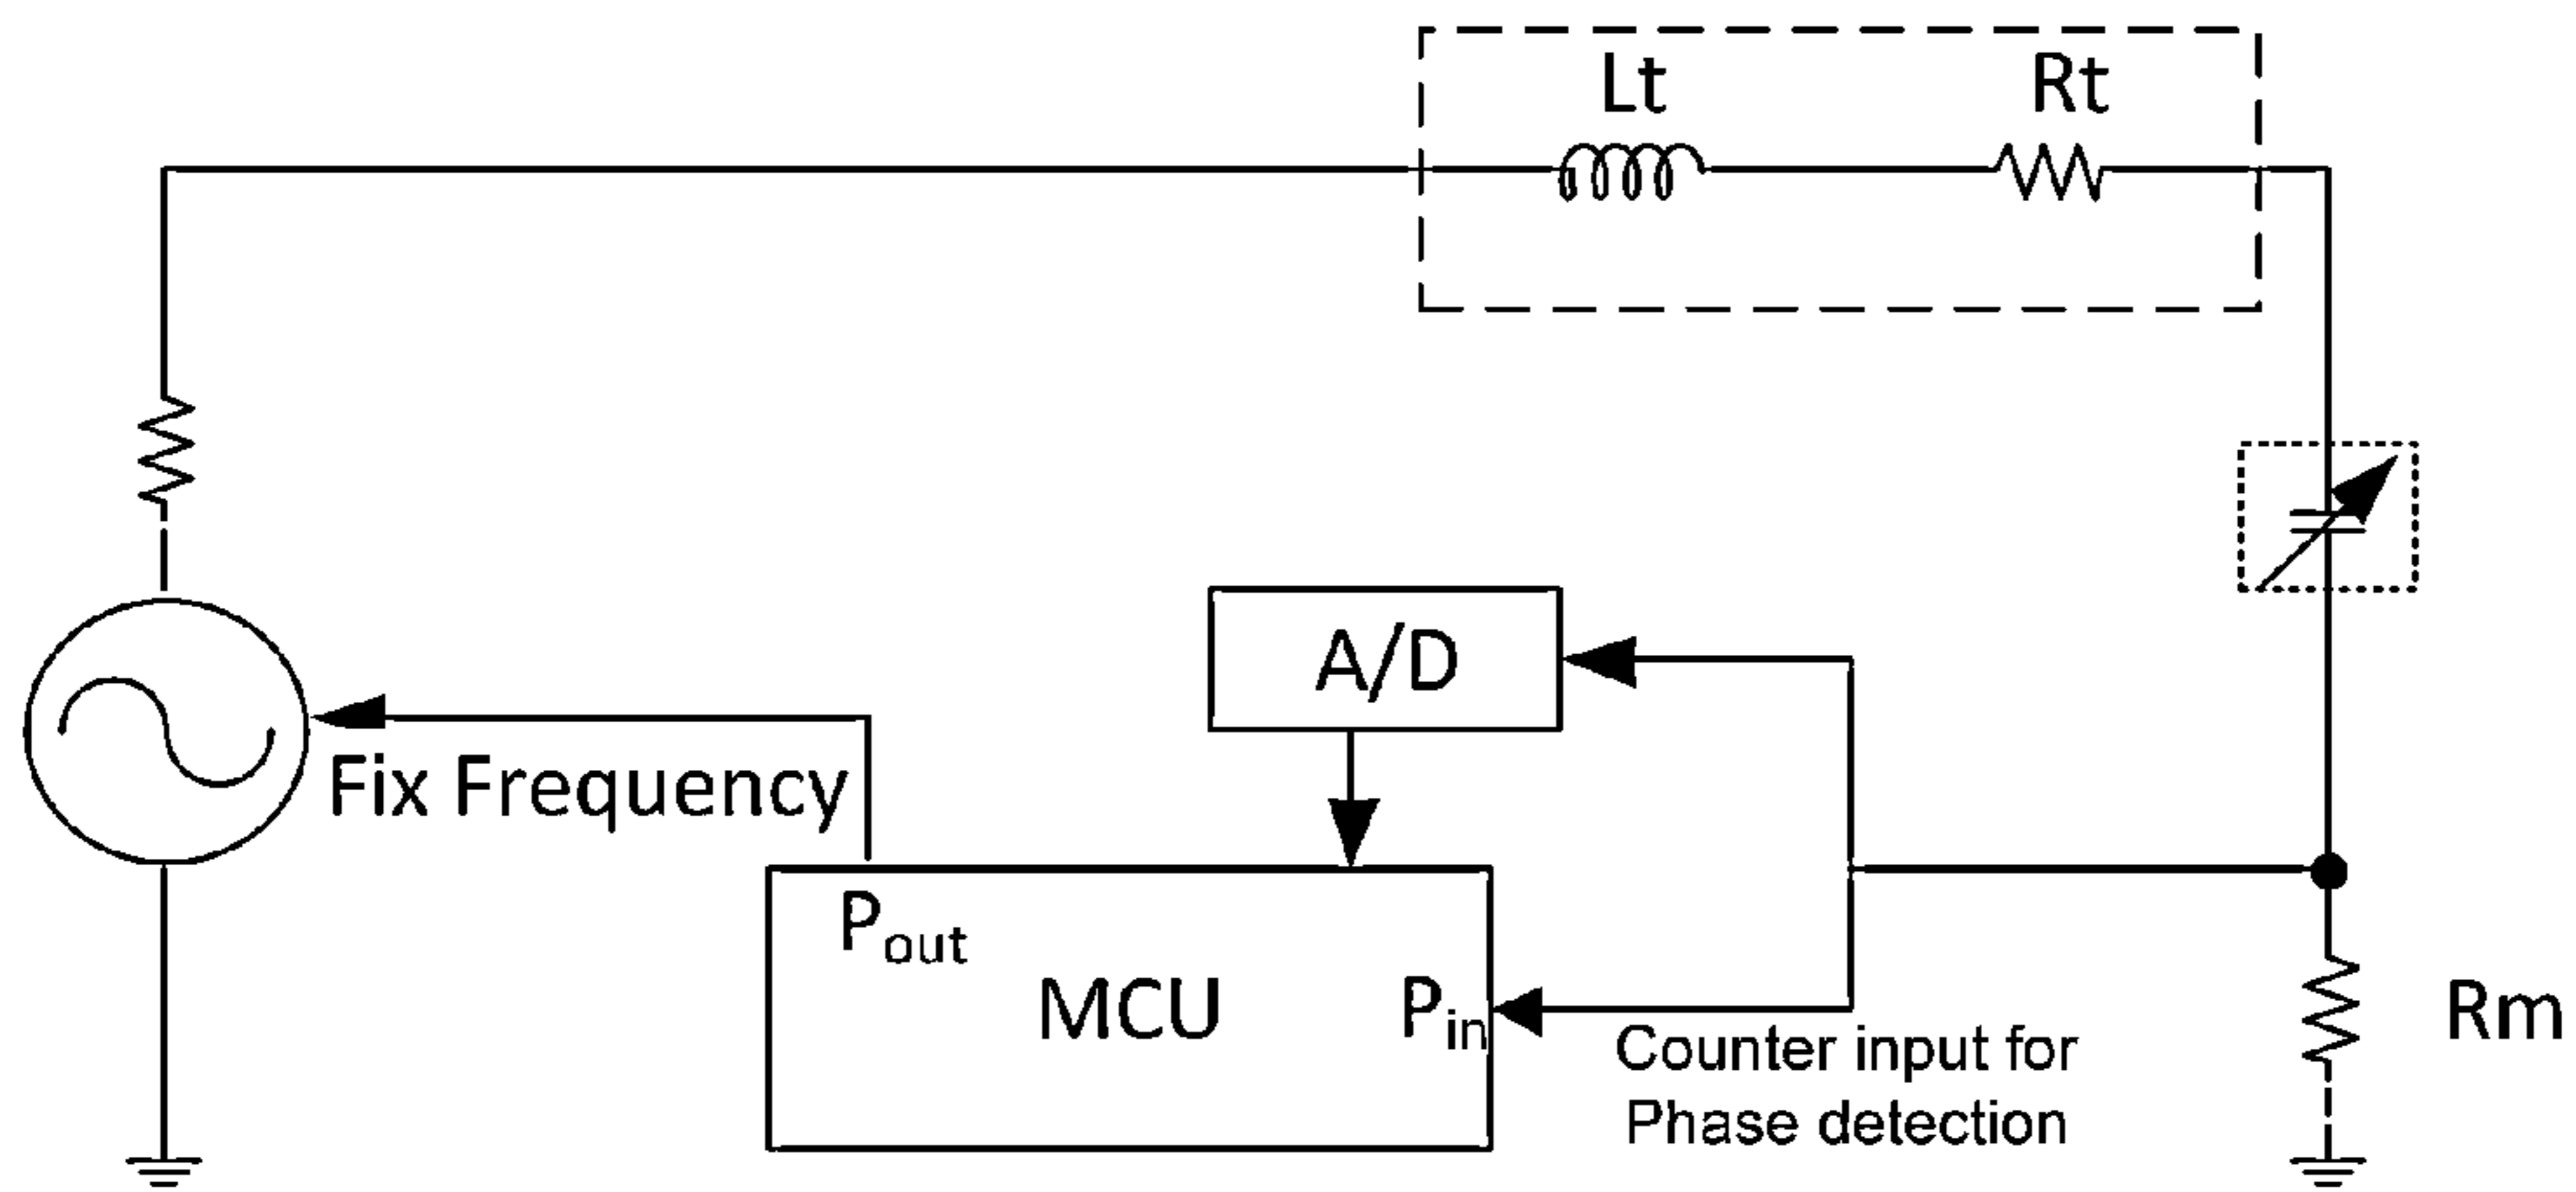 Lt
Rt
A/D
Fix Frequency
Pout
MCU
Pin
Rm
Counter input for
Phase detection